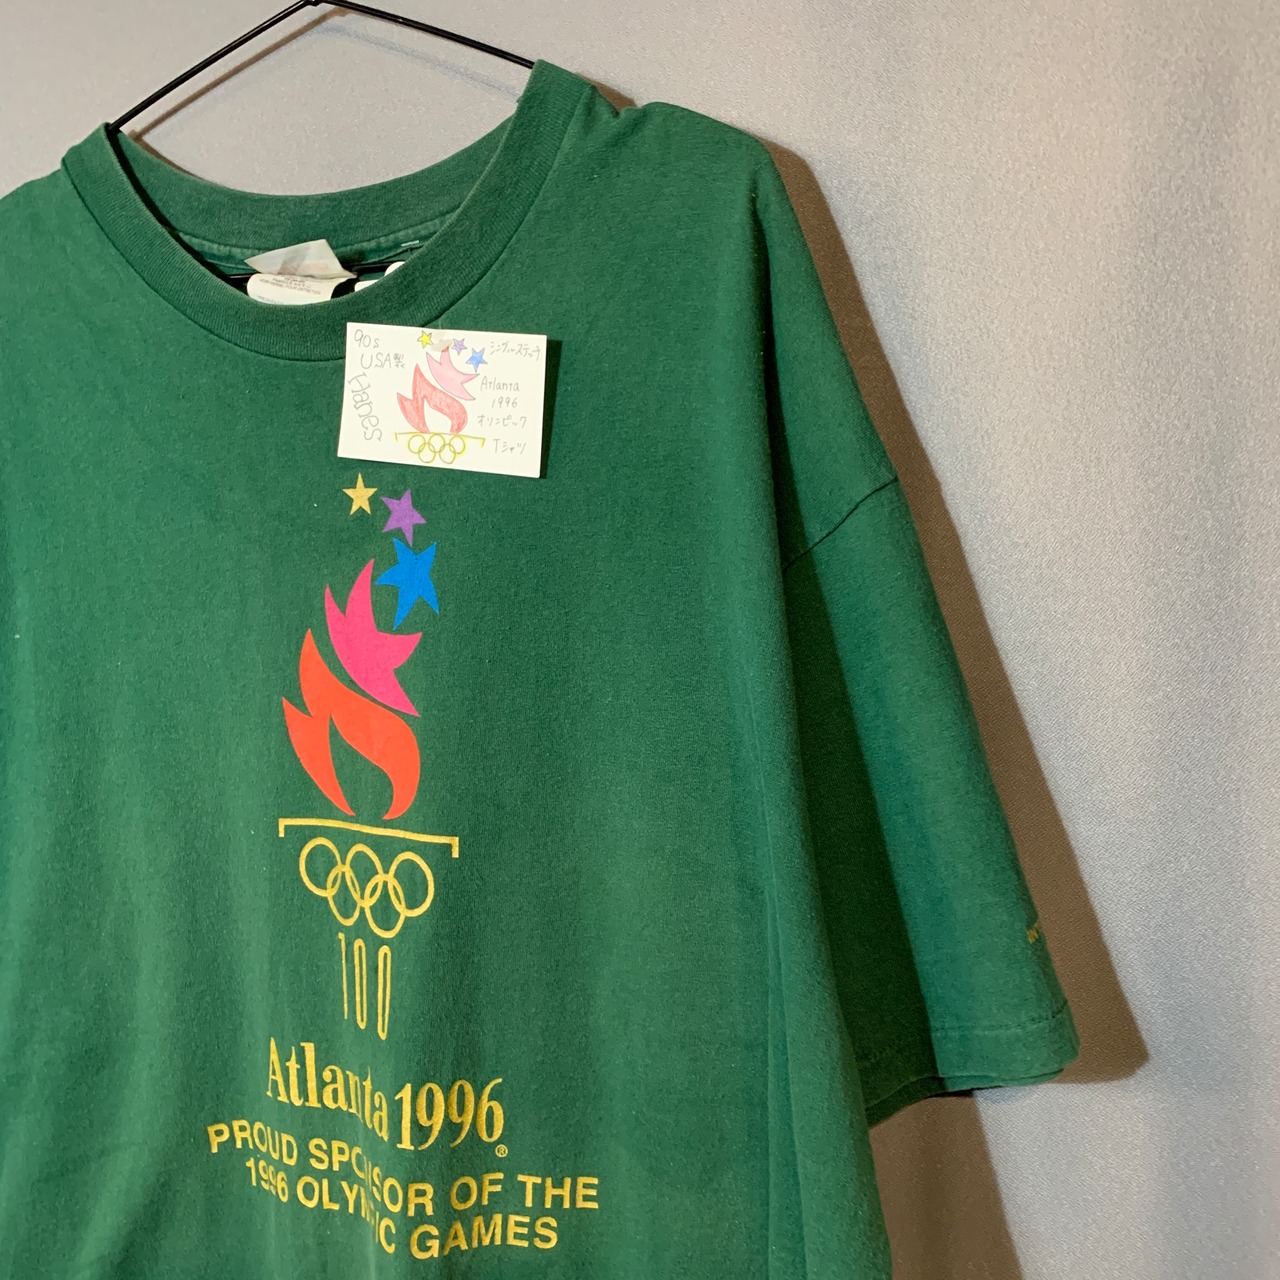 90s
USA製
Hanes
シングルステッチ
Atlanta
1996
オリンピック
Tシャツ
100
Atlanta 1996®
PROUD SPONSOR OF THE
1996 OLYMPIC GAMES